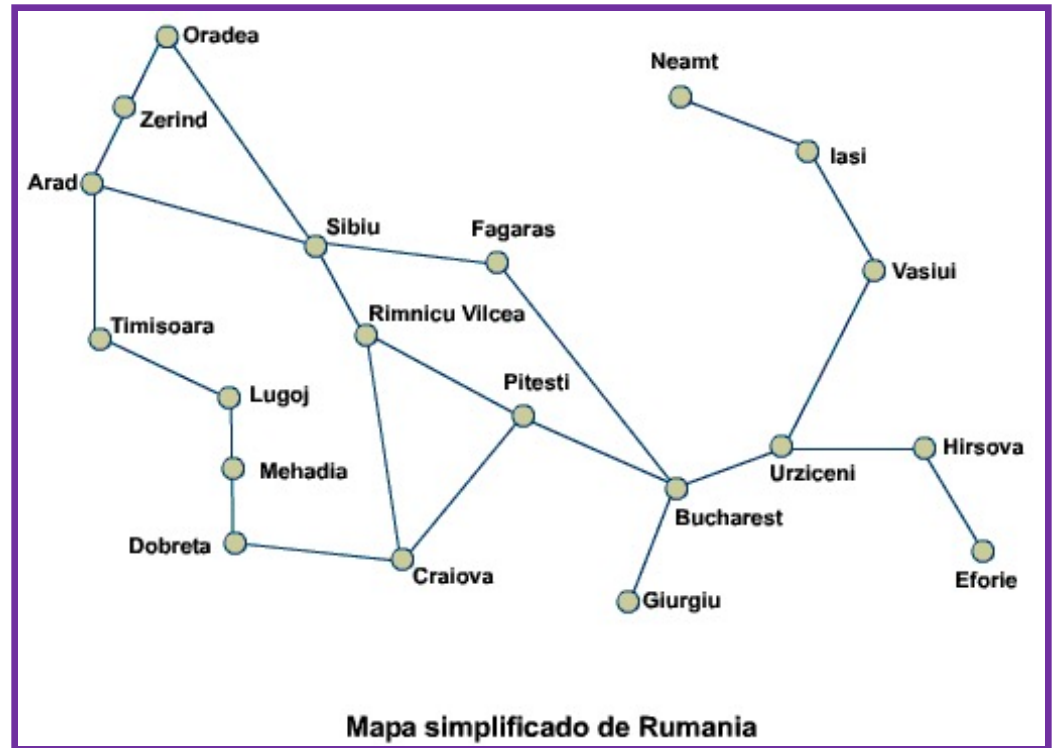 Oradea
Neamt
Zerind
Iasi
Arad
Sibiu
Fagaras
Vasiui
Rimnicu Vilcea
Timisoara
Pitesti
Lugoj
Hirsova
Mehadia
Urziceni
Bucharest
Dobreta
Craiova
Eforie
Giurgiu
Mapa simplificado de Rumania